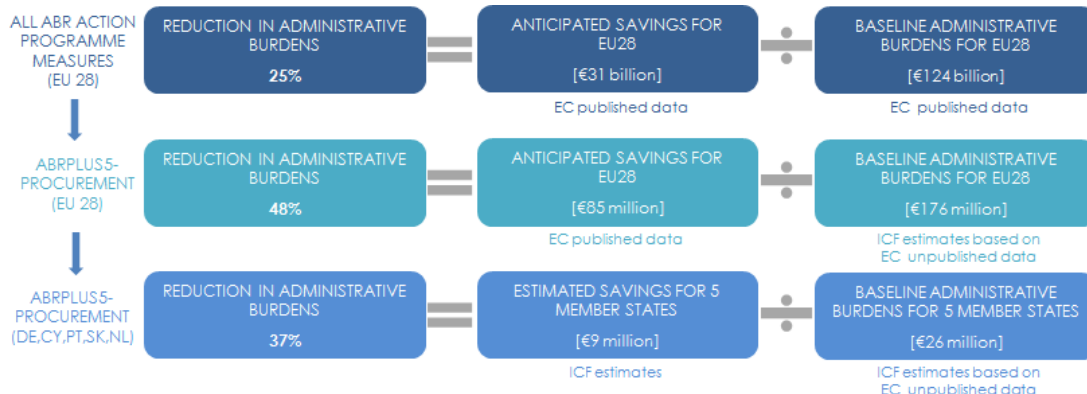 ALL ABR ACTION
PROGRAMME
MEASURES
(EU 28)
REDUCTION IN ADMINISTRATIVE
BURDENS
25%
ANTICIPATED SAVINGS FOR
EU28
[€31 billion]
EC published data
BASELINE ADMINISTRATIVE
BURDENS FOR EU28
[€124 billion]
EC published data
ABRPLUS5-
PROCUREMENT
(EU 28)
REDUCTION IN ADMINISTRATIVE
BURDENS
48%
ANTICIPATED SAVINGS FOR
EU28
[€85 million]
EC published data
BASELINE ADMINISTRATIVE
BURDENS FOR EU28
[€176 million]
ICF estimates based on
EC unpublished data
ABRPLUS5-
PROCUREMENT
(DE,CY,PT,SK,NL)
REDUCTION IN ADMINISTRATIVE
BURDENS
37%
ESTIMATED SAVINGS FOR 5
MEMBER STATES
[€9 million]
ICF estimates
BASELINE ADMINISTRATIVE
BURDENS FOR 5 MEMBER STATES
[€26 million]
ICF estimates based on
EC unpublished data